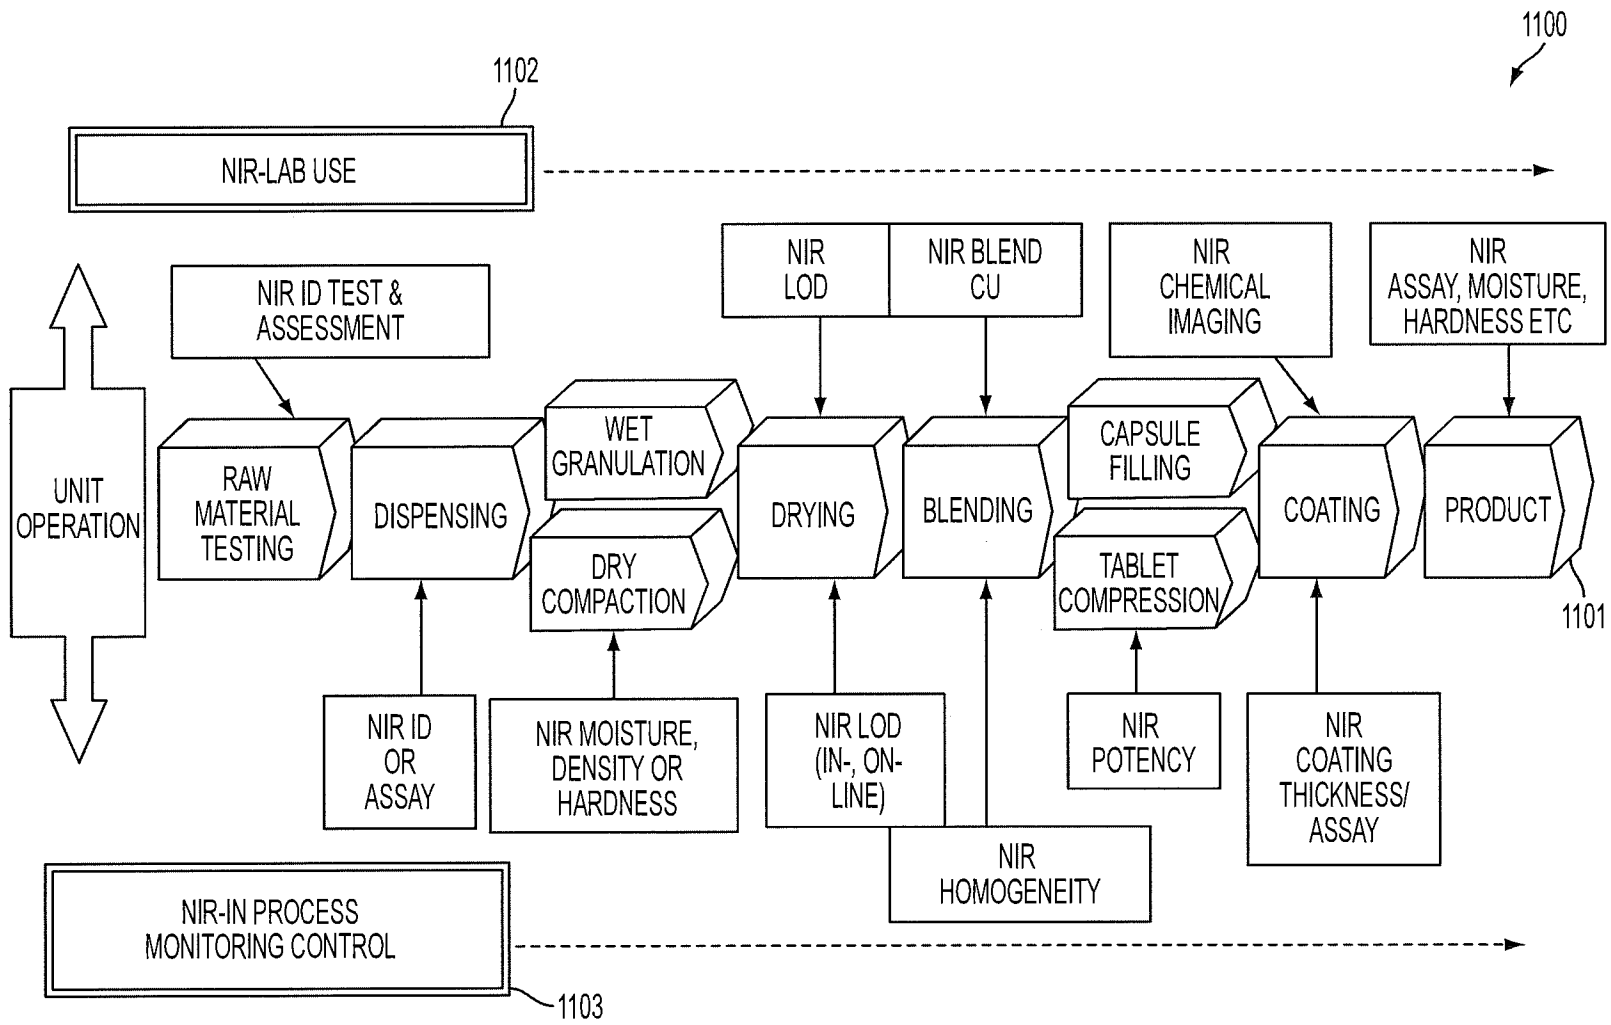 1100
1102
NIR-LAB USE
NIR ID TEST &
ASSESSMENT
NIR
LOD
NIR BLEND
CU
NIR
CHEMICAL
IMAGING
NIR
ASSAY, MOISTURE,
HARDNESS ETC
UNIT
OPERATION
RAW
MATERIAL
TESTING
DISPENSING
WET
GRANULATION
DRY
COMPACTION
DRYING
BLENDING
CAPSULE
FILLING
TABLET
COMPRESSION
COATING
PRODUCT
1101
NIR ID
OR
ASSAY
NIR MOISTURE,
DENSITY OR
HARDNESS
NIR LOD
(IN-, ON-
LINE)
NIR
HOMOGENEITY
NIR
POTENCY
NIR
COATING
THICKNESS/
ASSAY
NIR-IN PROCESS
MONITORING CONTROL
1103